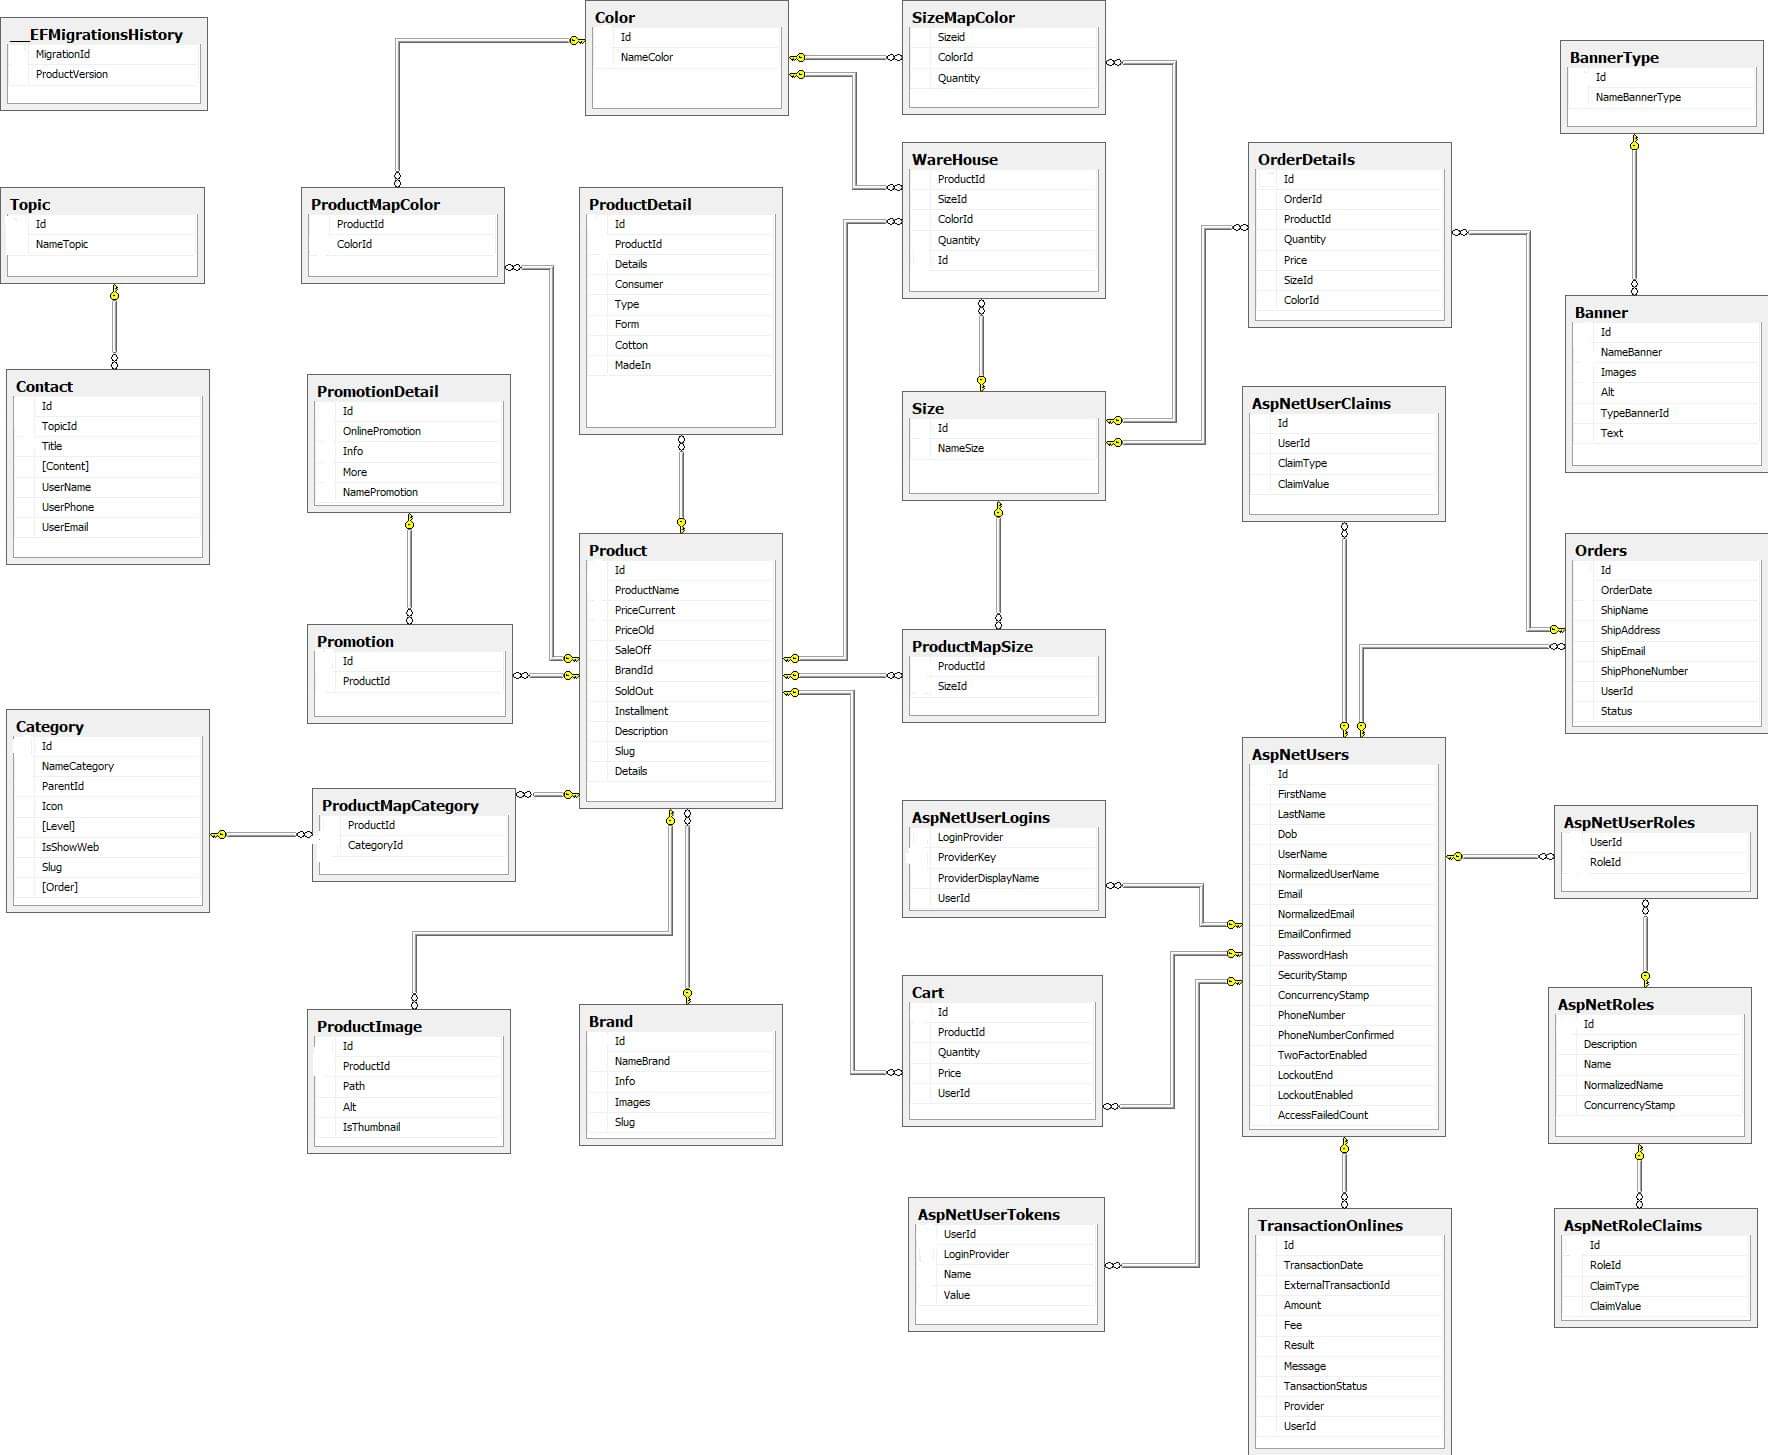 __EFMigrationsHistory
MigrationId
ProductVersion
Color
Id
NameColor
SizeMapColor
Sizeid
ColorId
Quantity
BannerType
Id
NameBannerType
Topic
Id
NameTopic
ProductMapColor
ProductId
ColorId
ProductDetail
Id
ProductId
Details
Consumer
Type
Form
Cotton
MadeIn
WareHouse
ProductId
SizeId
ColorId
Quantity
Id
OrderDetails
Id
OrderId
ProductId
Quantity
Price
SizeId
ColorId
Banner
Id
NameBanner
Images
Alt
TypeBannerId
Text
Contact
Id
TopicId
Title
[Content]
UserName
UserPhone
UserEmail
PromotionDetail
Id
OnlinePromotion
Info
More
NamePromotion
Size
Id
NameSize
AspNetUserClaims
Id
UserId
ClaimType
ClaimValue
Product
Id
ProductName
PriceCurrent
PriceOld
SaleOff
BrandId
SoldOut
Installment
Description
Slug
Details
Orders
Id
OrderDate
ShipName
ShipAddress
ShipEmail
ShipPhoneNumber
UserId
Status
Promotion
Id
ProductId
ProductMapSize
ProductId
SizeId
Category
Id
NameCategory
ParentId
Icon
[Level]
IsShowWeb
Slug
[Order]
ProductMapCategory
ProductId
CategoryId
AspNetUserLogins
LoginProvider
ProviderKey
ProviderDisplayName
UserId
AspNetUsers
Id
FirstName
LastName
Dob
UserName
NormalizedUserName
Email
NormalizedEmail
EmailConfirmed
PasswordHash
SecurityStamp
ConcurrencyStamp
PhoneNumber
PhoneNumberConfirmed
TwoFactorEnabled
LockoutEnd
LockoutEnabled
AccessFailedCount
AspNetUserRoles
UserId
RoleId
ProductImage
Id
ProductId
Path
Alt
IsThumbnail
Brand
Id
NameBrand
Info
Images
Slug
Cart
Id
ProductId
Quantity
Price
UserId
AspNetRoles
Id
Description
Name
NormalizedName
ConcurrencyStamp
AspNetUserTokens
UserId
LoginProvider
Name
Value
TransactionOnlines
Id
TransactionDate
ExternalTransactionId
Amount
Fee
Result
Message
TansactionStatus
Provider
UserId
AspNetRoleClaims
Id
RoleId
ClaimType
ClaimValue